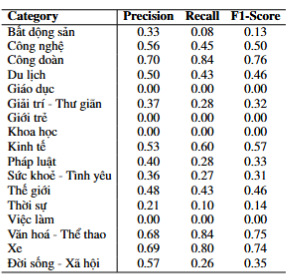 Category Precision Recall F1-Score
Bất động sản 0.33 0.08 0.13
Công nghệ 0.56 0.45 0.50
Công đoàn 0.70 0.84 0.76
Du lịch 0.50 0.43 0.46
Giáo dục 0.00 0.00 0.00
Giải trí - Thư giãn 0.37 0.28 0.32
Giới trẻ 0.00 0.00 0.00
Khoa học 0.00 0.00 0.00
Kinh tế 0.53 0.60 0.57
Pháp luật 0.40 0.28 0.33
Sức khoẻ - Tình yêu 0.36 0.27 0.31
Thế giới 0.48 0.43 0.46
Thời sự 0.21 0.10 0.14
Việc làm 0.00 0.00 0.00
Văn hoá - Thể thao 0.68 0.84 0.75
Xe 0.69 0.80 0.74
Đời sống - Xã hội 0.57 0.26 0.35